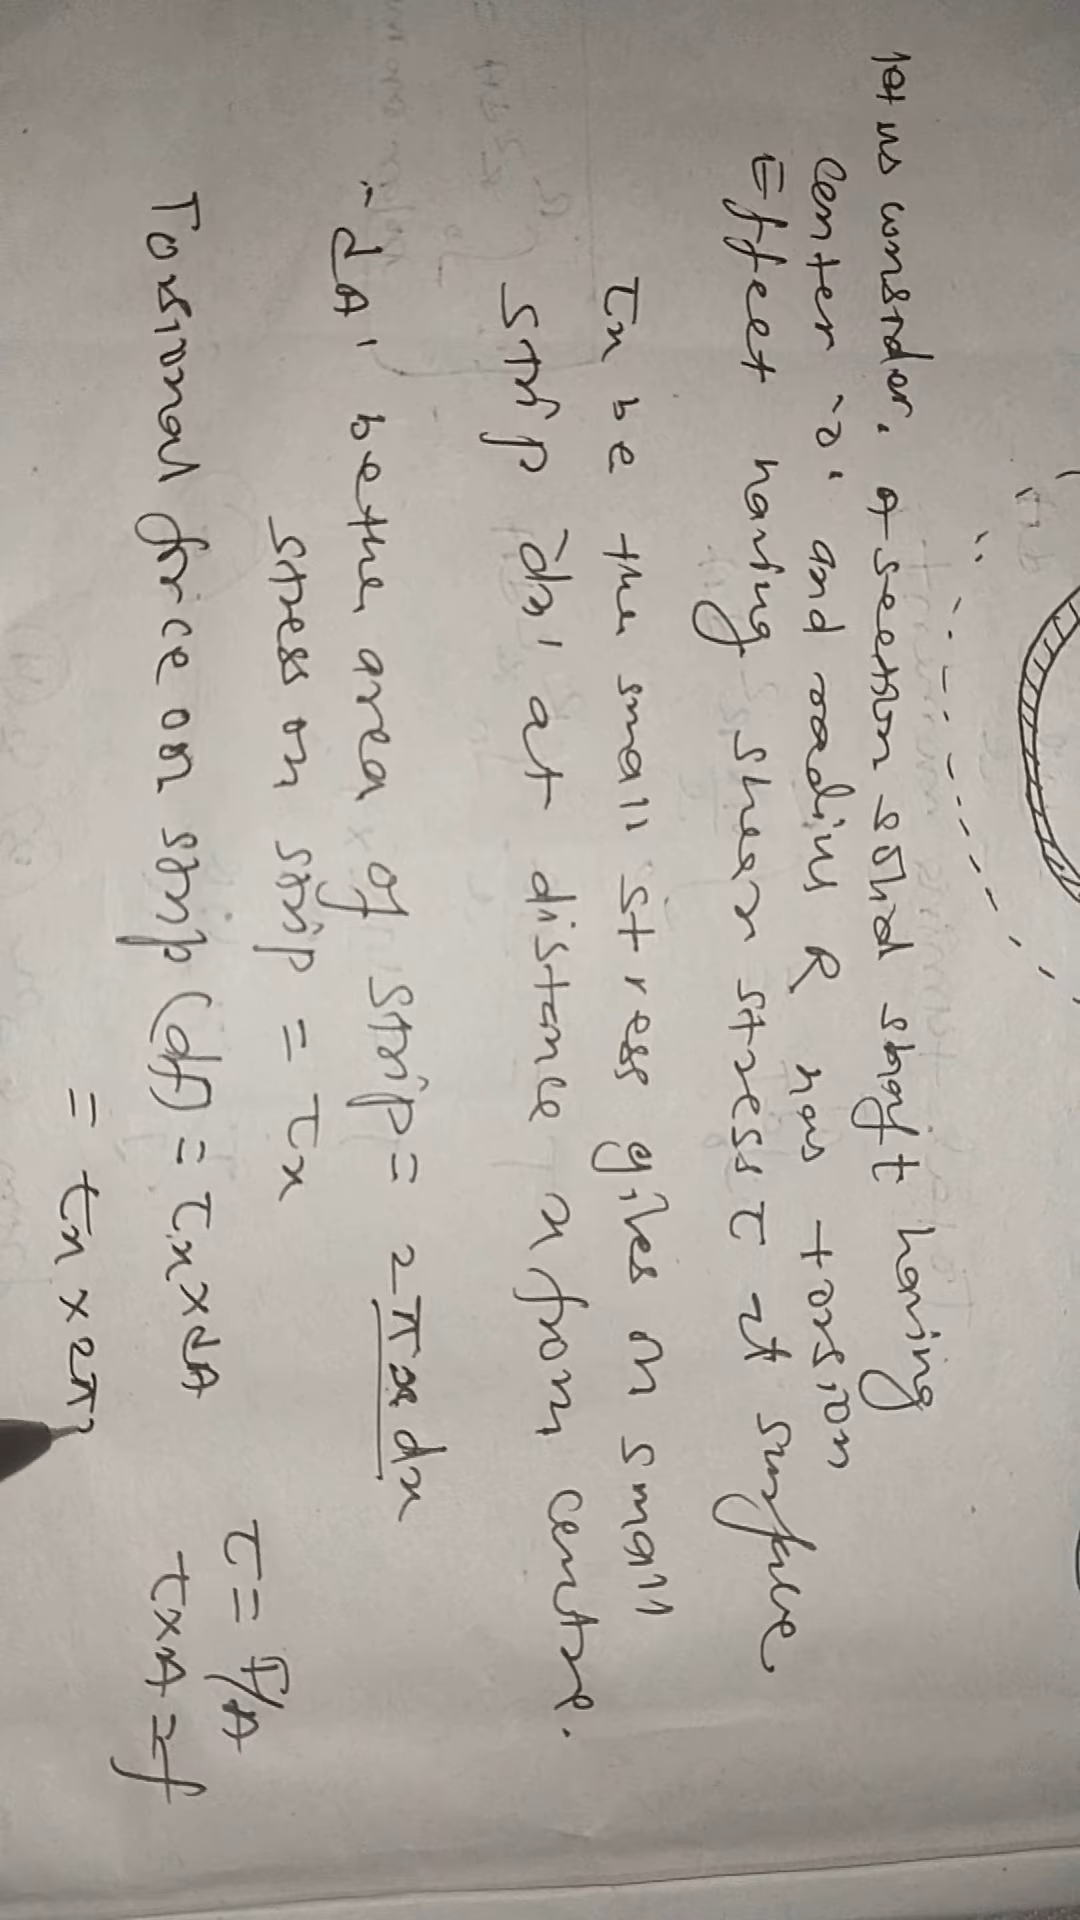 let us consider, A section solid shaft having
center 'o' and radius R has torsion
Effect having shear stress τ at surface
τx be the small stress gives in small
strip 'dx' at distance x from centre.
'dA' be the area of strip = 2πx dx
stress on strip = τx
τ = F/A
Torsional force on strip (df) = τx × dA
τ × A = f
= τx × 2π